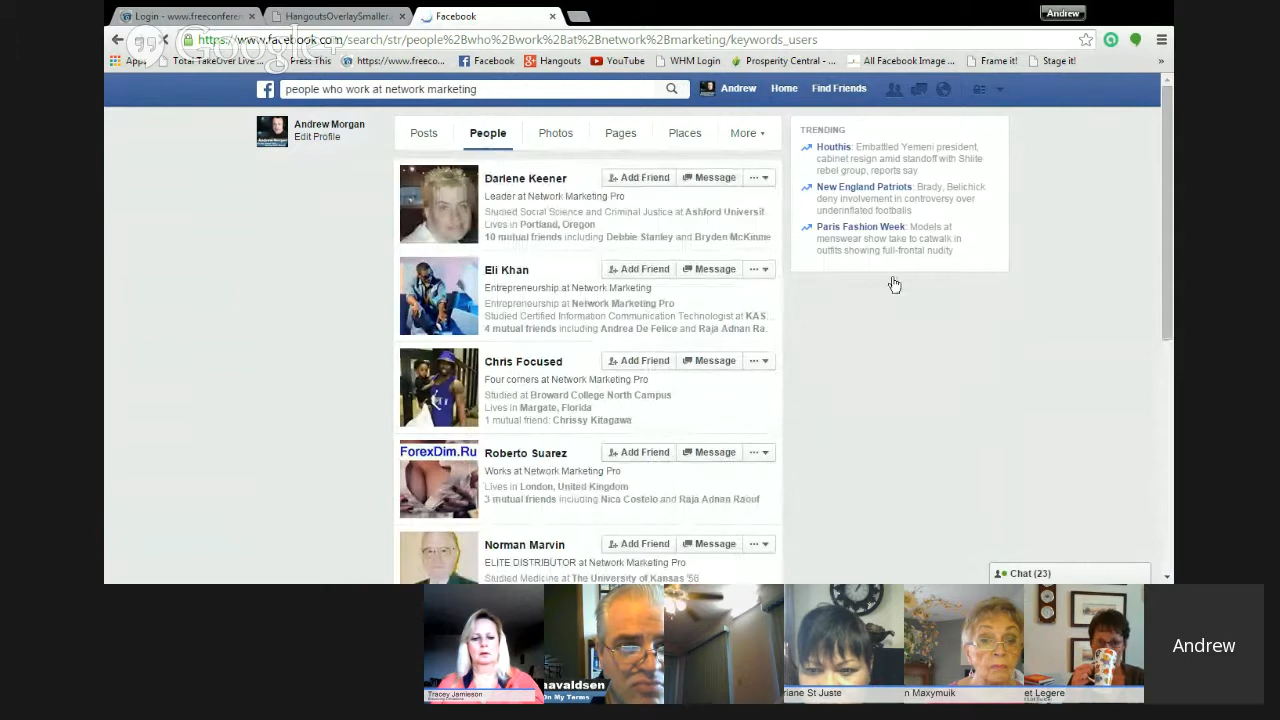 Login - www.freeconferen
HangoutsOverlaySmaller.
Facebook
Andrew
Google+
https://www.facebook.com/search/str/people%2Bwho%2Bwork%2Bat%2Bnetwork%2Bmarketing/keywords_users
Apps
Total TakeOver Live ...
Press This
https://www.freeco...
Facebook
Hangouts
YouTube
WHM Login
Prosperity Central - ...
All Facebook Image ...
Frame it!
Stage it!
»
people who work at network marketing
Andrew
Home
Find Friends
Andrew Morgan
Edit Profile
Posts
People
Photos
Pages
Places
More
Darlene Keener
Add Friend
Message
Leader at Network Marketing Pro
Studied Social Science and Criminal Justice at Ashford Universit...
Lives in Portland, Oregon
10 mutual friends including Debbie Stanley and Bryden McKinne
Eli Khan
Add Friend
Message
Entrepreneurship at Network Marketing
Entrepreneurship at Network Marketing Pro
Studied Certified Information Communication Technologist at KAS...
4 mutual friends including Andrea De Felice and Raja Adnan Ra...
Chris Focused
Add Friend
Message
Four corners at Network Marketing Pro
Studied at Broward College North Campus
Lives in Margate, Florida
1 mutual friend: Chrissy Kitagawa
ForexDim.Ru
Roberto Suarez
Add Friend
Message
Works at Network Marketing Pro
Lives in London, United Kingdom
3 mutual friends including Nica Costelo and Raja Adnan Raouf
Norman Marvin
Add Friend
Message
ELITE DISTRIBUTOR at Network Marketing Pro
Studied Medicine at The University of Kansas '56
TRENDING
Houthis: Embattled Yemeni president,
cabinet resign amid standoff with Shiite
rebel group, reports say
New England Patriots: Brady, Belichick
deny involvement in controversy over
underinflated footballs
Paris Fashion Week: Models at
menswear show take to catwalk in
outfits showing full-frontal nudity
Chat (23)
Tracey Jamieson
navaldsen
On My Terms
riane St Juste
n Maxymuik
et Legere
Andrew